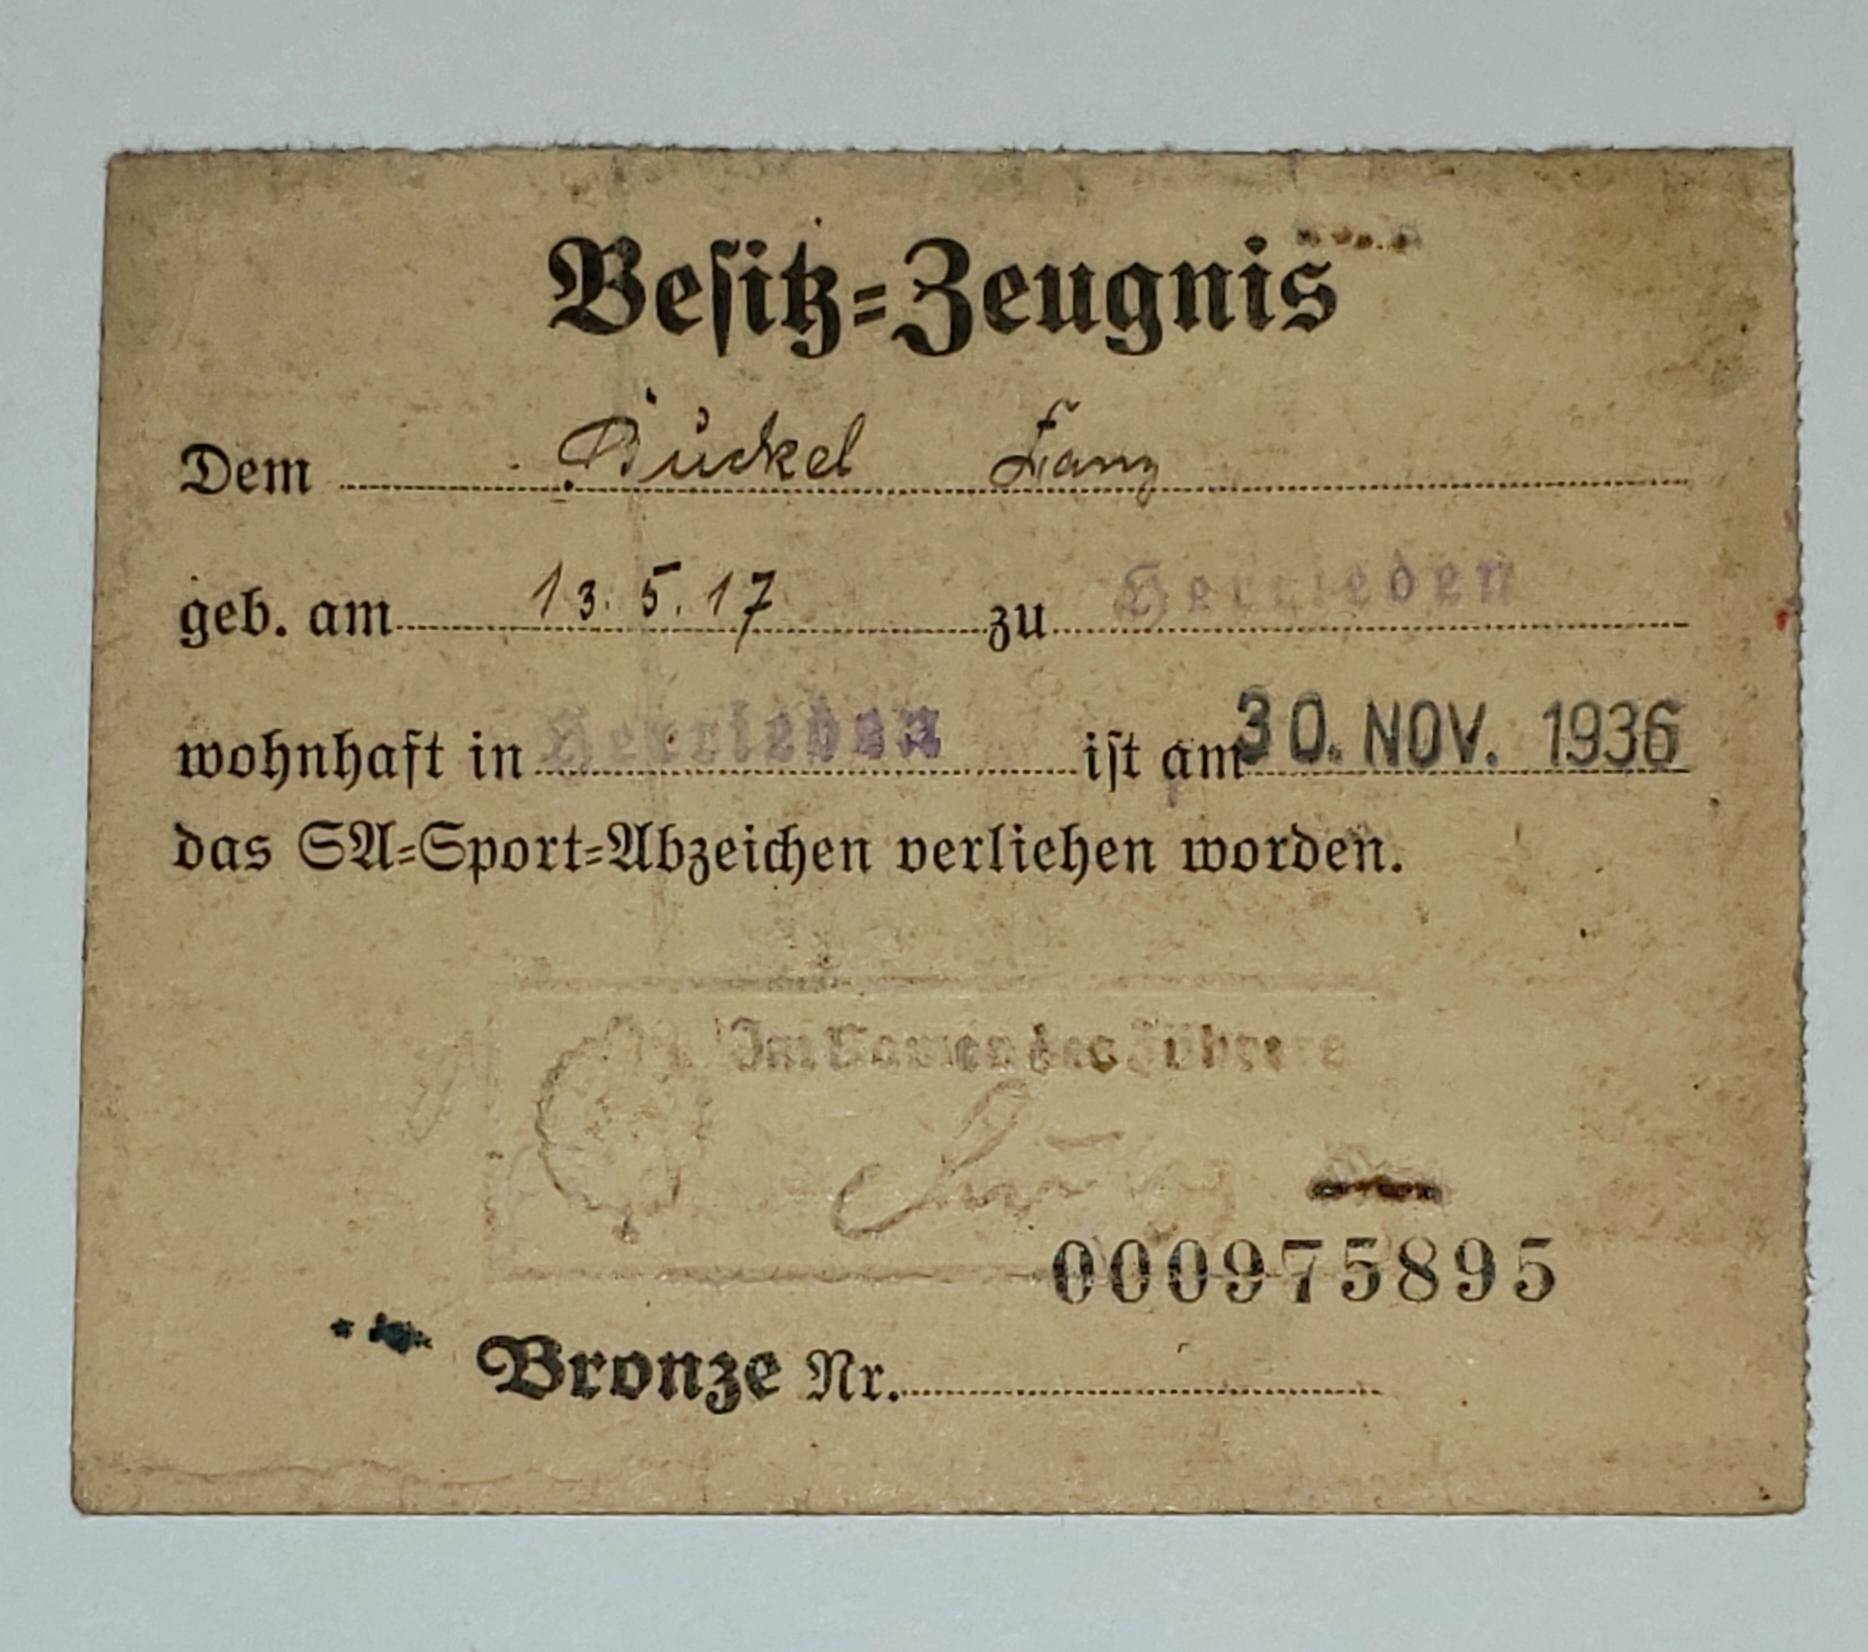 Besitz=Zeugnis
Dem Bückel Franz
geb. am 13. 5. 17 zu Herrieden
wohnhaft in Herrieden ist am 30. NOV. 1936
das SA=Sport=Abzeichen verliehen worden.
Im Namen des Führers
000975895
Bronze Nr.